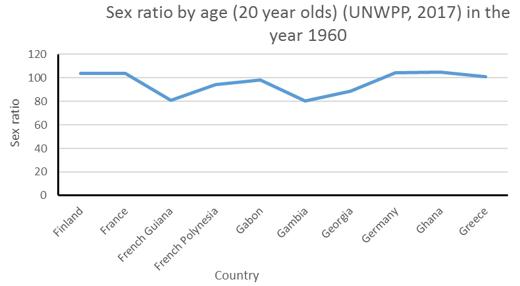 Sex ratio by age (20 year olds) (UNWPP, 2017) in the
year 1960
120
100
80
60
40
20
0
Sex ratio
Finland
France
French Guiana
French Polynesia
Gabon
Gambia
Georgia
Germany
Ghana
Greece
Country